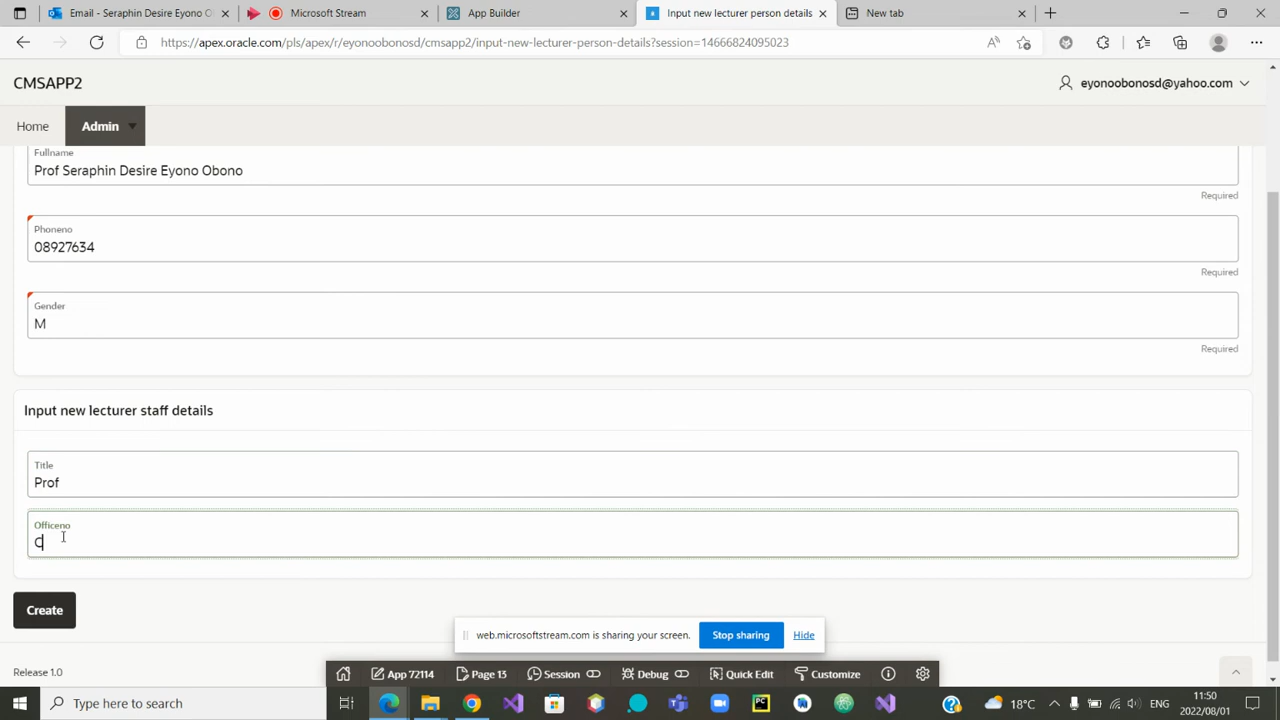 Email - Seraphin Desire Eyono O
Microsoft Stream
App Builder
Input new lecturer person details
New tab
https://apex.oracle.com/pls/apex/r/eyonoobonosd/cmsapp2/input-new-lecturer-person-details?session=14666824095023
CMSAPP2
eyonoobonosd@yahoo.com
Home
Admin
Fullname
Prof Seraphin Desire Eyono Obono
Required
Phoneno
08927634
Required
Gender
M
Required
Input new lecturer staff details
Title
Prof
Officeno
C
Create
web.microsoftstream.com is sharing your screen.
Stop sharing
Hide
Release 1.0
App 72114
Page 13
Session
Debug
Quick Edit
Customize
Type here to search
18°C
ENG
11:50
2022/08/01